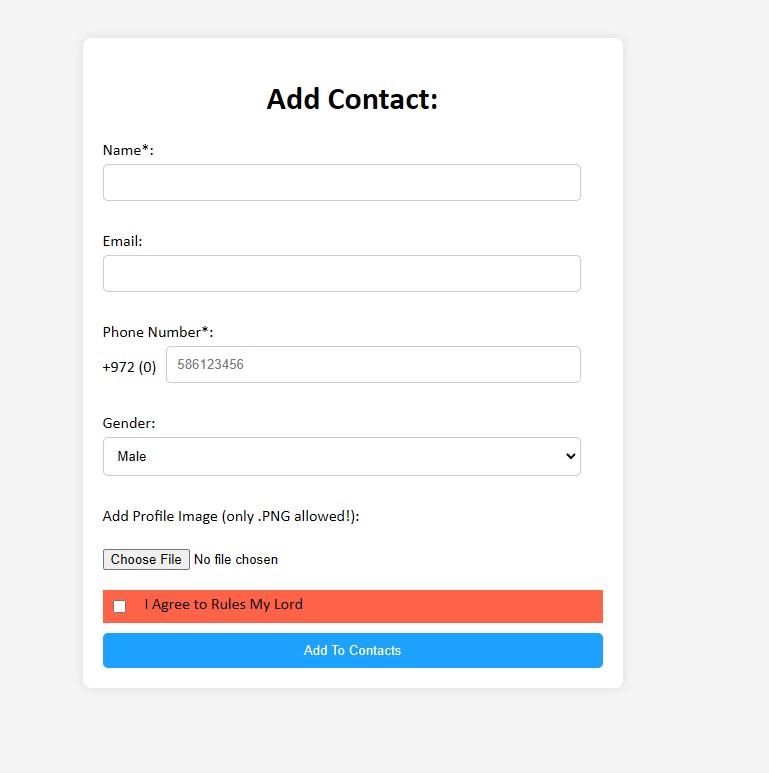 Add Contact:
Name*:
Email:
Phone Number*:
+972 (0) 586123456
Gender:
Male
Add Profile Image (only .PNG allowed!):
Choose File No file chosen
I Agree to Rules My Lord
Add To Contacts